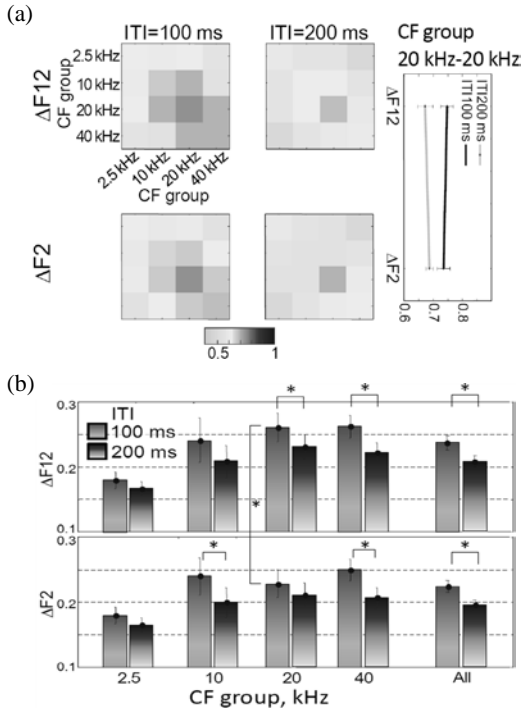 (a)
ITI=100 ms
ITI=200 ms
CF group
20 kHz-20 kHz
ΔF12
CF group
2.5 kHz
10 kHz
20 kHz
40 kHz
2.5 kHz
10 kHz
20 kHz
40 kHz
CF group
ΔF12
ITI200 ms
ITI100 ms
ΔF2
0.6
0.7
0.8
ΔF2
0.5
1
(b)
ITI
100 ms
200 ms
0.3
0.2
0.1
ΔF12
*
*
*
*
0.3
0.2
0.1
ΔF2
*
*
*
2.5
10
20
40
All
CF group, kHz